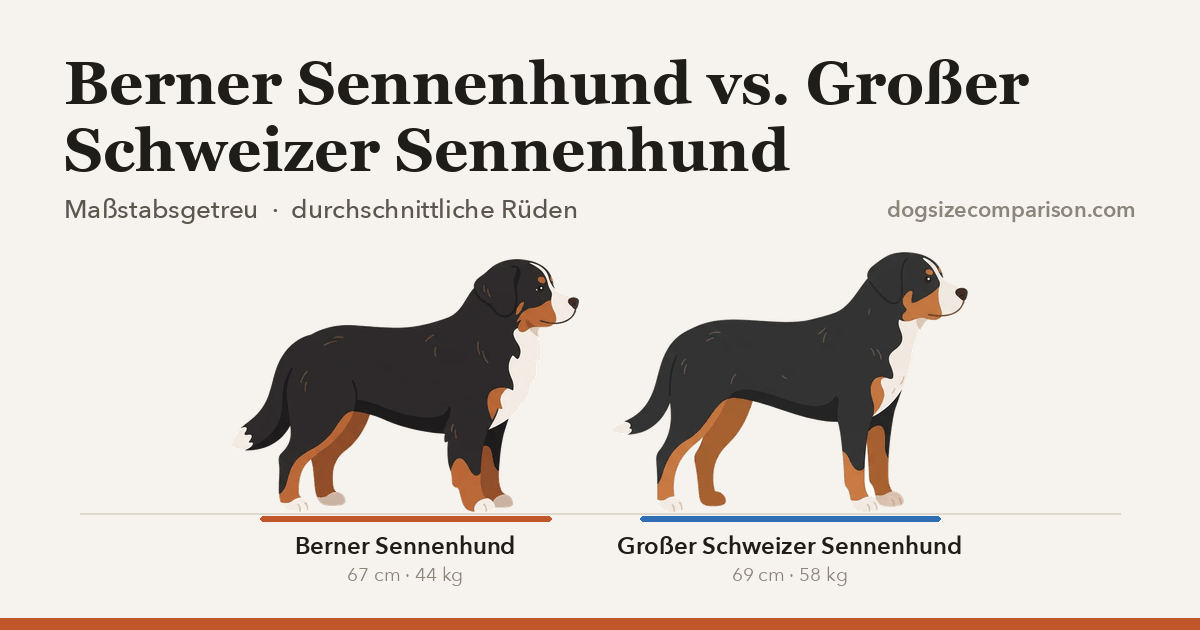 Berner Sennenhund vs. Großer
Schweizer Sennenhund
Maßstabsgetreu · durchschnittliche Rüden
dogsizecomparison.com
Berner Sennenhund
67 cm · 44 kg
Großer Schweizer Sennenhund
69 cm · 58 kg